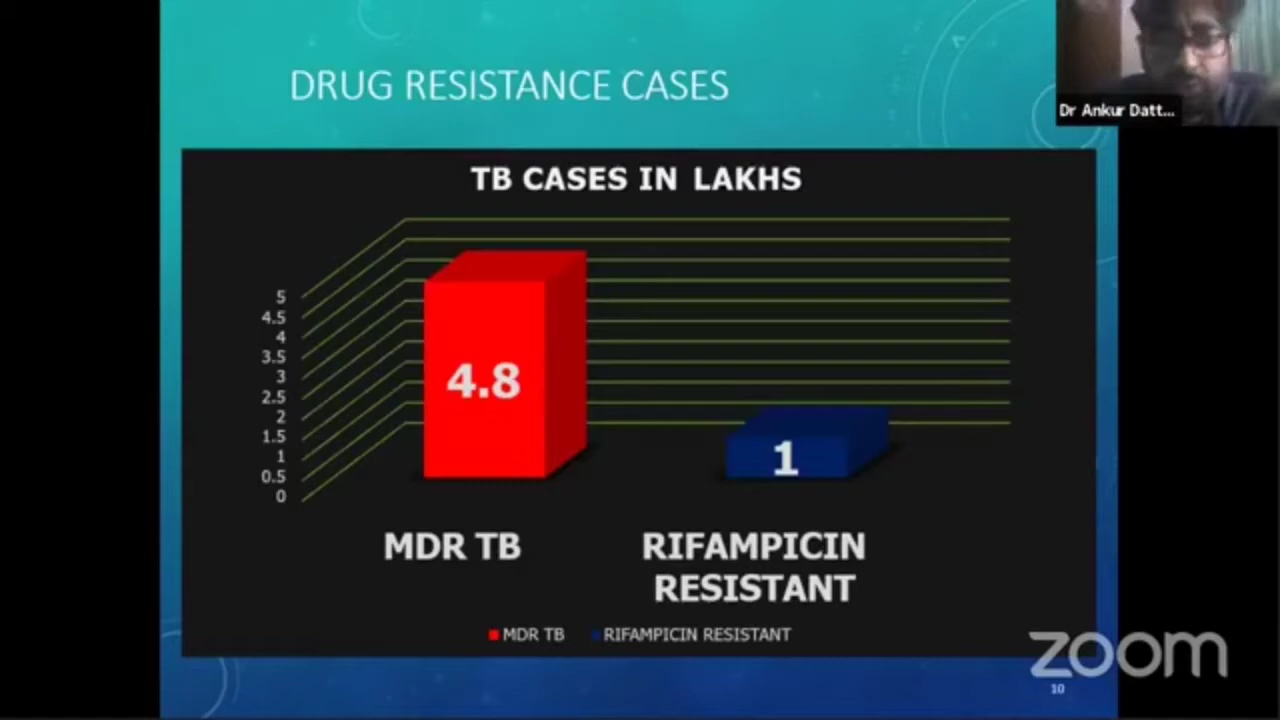 DRUG RESISTANCE CASES
Dr Ankur Datt...
TB CASES IN LAKHS
5
4.5
4
3.5
3
2.5
2
1.5
1
0.5
0
4.8
1
MDR TB
RIFAMPICIN
RESISTANT
MDR TB RIFAMPICIN RESISTANT
zoom
10